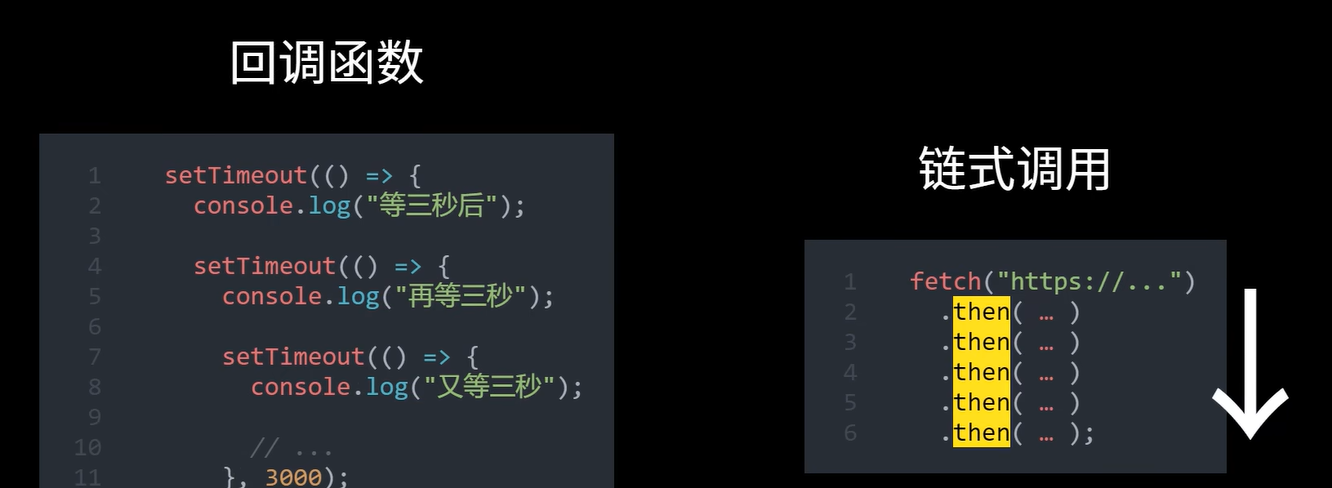 回调函数
1 setTimeout(() => {
2 console.log("等三秒后");
3
4 setTimeout(() => {
5 console.log("再等三秒");
6
7 setTimeout(() => {
8 console.log("又等三秒");
9
10 // ...
11 }, 3000);
链式调用
1 fetch("https://...")
2 .then( … )
3 .then( … )
4 .then( … )
5 .then( … )
6 .then( … );